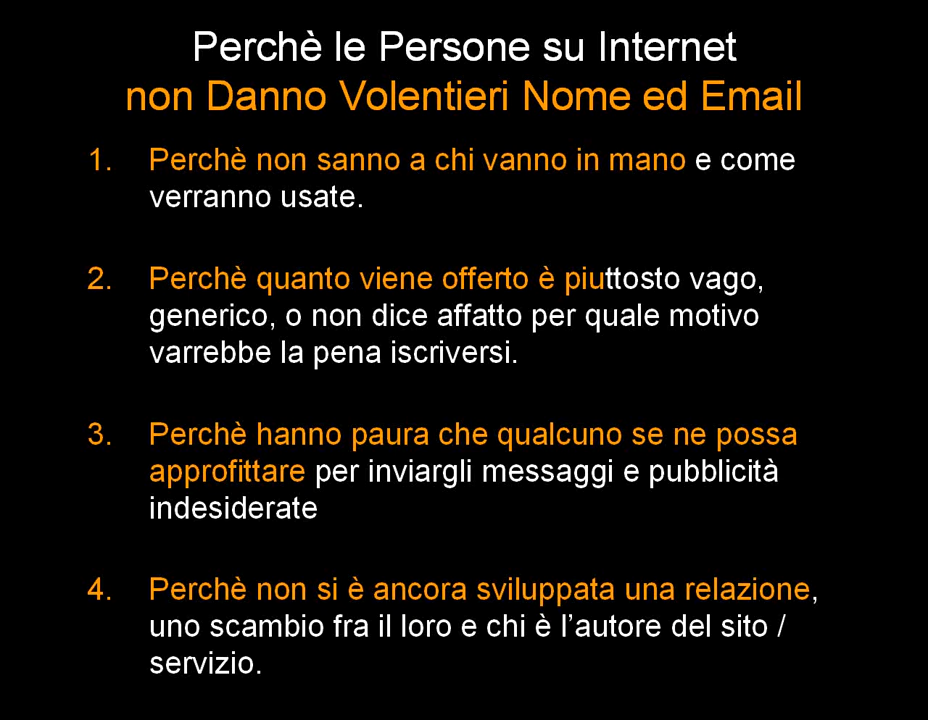 Perchè le Persone su Internet
non Danno Volentieri Nome ed Email
1. Perchè non sanno a chi vanno in mano e come
verranno usate.
2. Perchè quanto viene offerto è piuttosto vago,
generico, o non dice affatto per quale motivo
varrebbe la pena iscriversi.
3. Perchè hanno paura che qualcuno se ne possa
approfittare per inviargli messaggi e pubblicità
indesiderate
4. Perchè non si è ancora sviluppata una relazione,
uno scambio fra il loro e chi è l’autore del sito /
servizio.